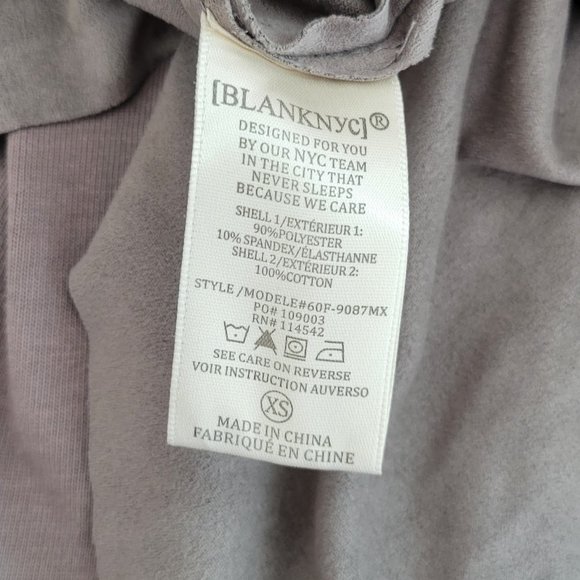 [BLANKNYC]®
DESIGNED FOR YOU
BY OUR NYC TEAM
IN THE CITY THAT
NEVER SLEEPS
BECAUSE WE CARE
SHELL 1/EXTÉRIEUR 1:
90%POLYESTER
10% SPANDEX/ÉLASTHANNE
SHELL 2/EXTÉRIEUR 2:
100%COTTON
STYLE /MODELE#60F-9087MX
PO# 109003
RN# 114542
SEE CARE ON REVERSE
VOIR INSTRUCTION AUVERSO
XS
MADE IN CHINA
FABRIQUÉ EN CHINE